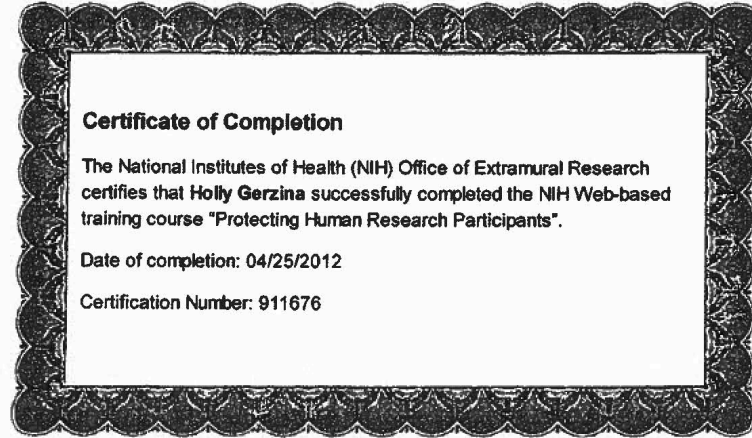 Certificate of Completion
The National Institutes of Health (NIH) Office of Extramural Research
certifies that Holly Gerzina successfully completed the NIH Web-based
training course "Protecting Human Research Participants".
Date of completion: 04/25/2012
Certification Number: 911676